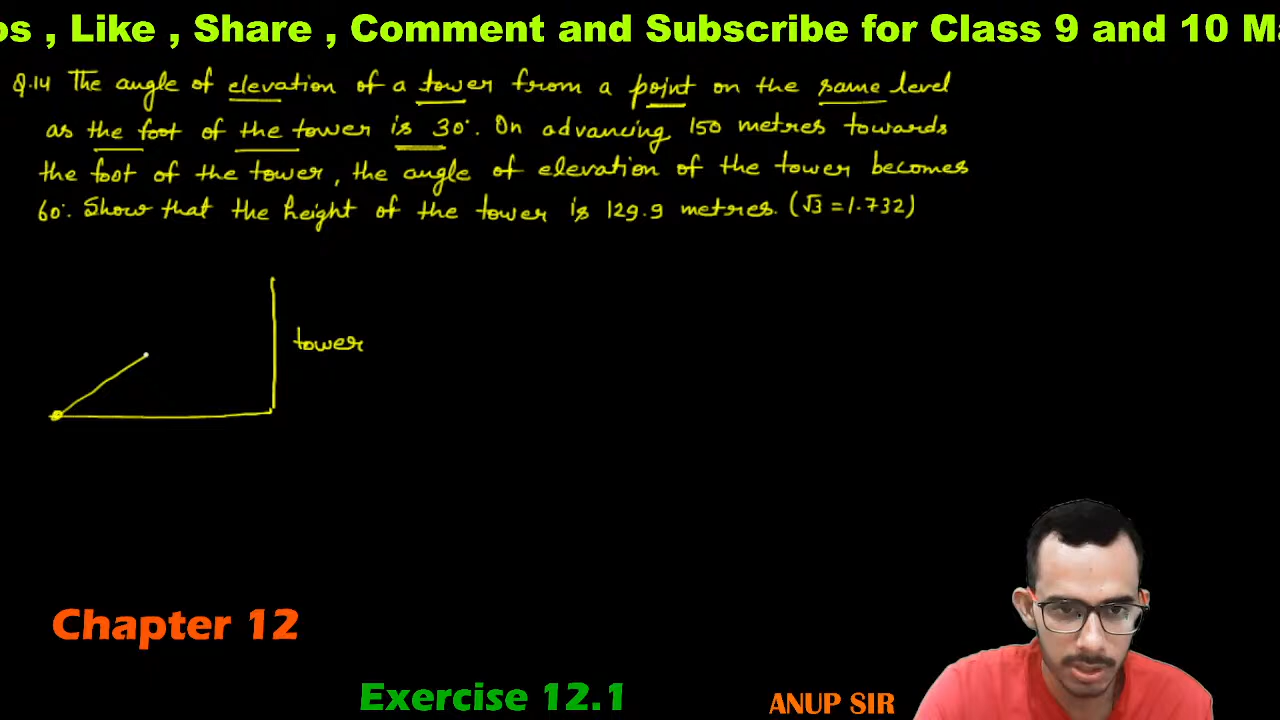 os , Like , Share , Comment and Subscribe for Class 9 and 10 Ma
Q.14 The angle of elevation of a tower from a point on the same level
as the foot of the tower is 30°. On advancing 150 metres towards
the foot of the tower, the angle of elevation of the tower becomes
60°. Show that the height of the tower is 129.9 metres. (√3 = 1.732)
tower
Chapter 12
Exercise 12.1
ANUP SIR